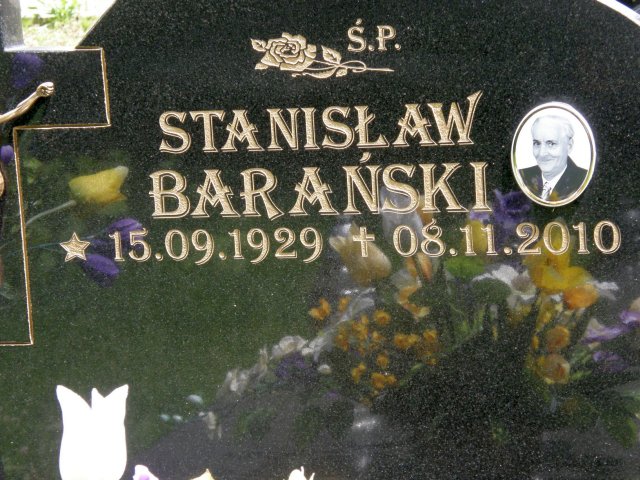 Ś.P.
STANISŁAW
BARAŃSKI
15.09.1929 08.11.2010